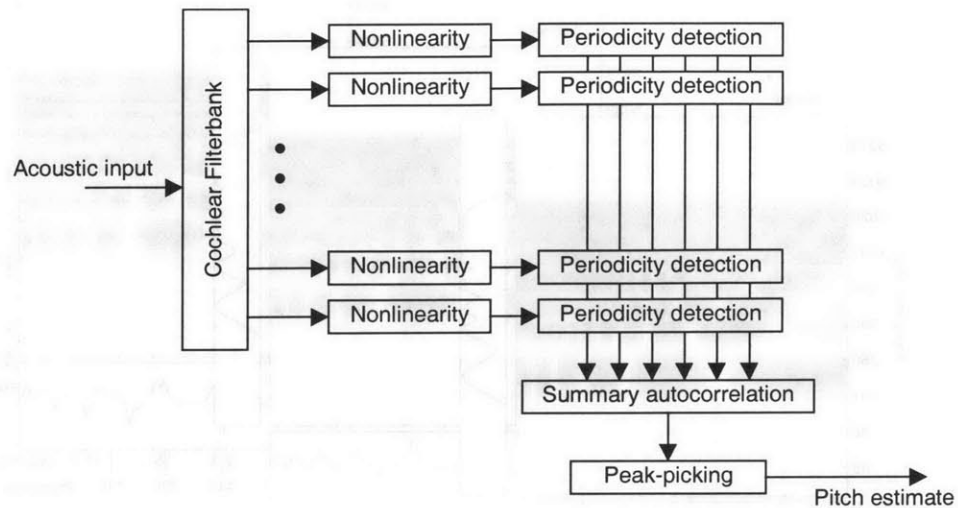 Nonlinearity
Periodicity detection
Nonlinearity
Periodicity detection
Acoustic input
Cochlear Filterbank
Nonlinearity
Periodicity detection
Nonlinearity
Periodicity detection
Summary autocorrelation
Peak-picking
Pitch estimate